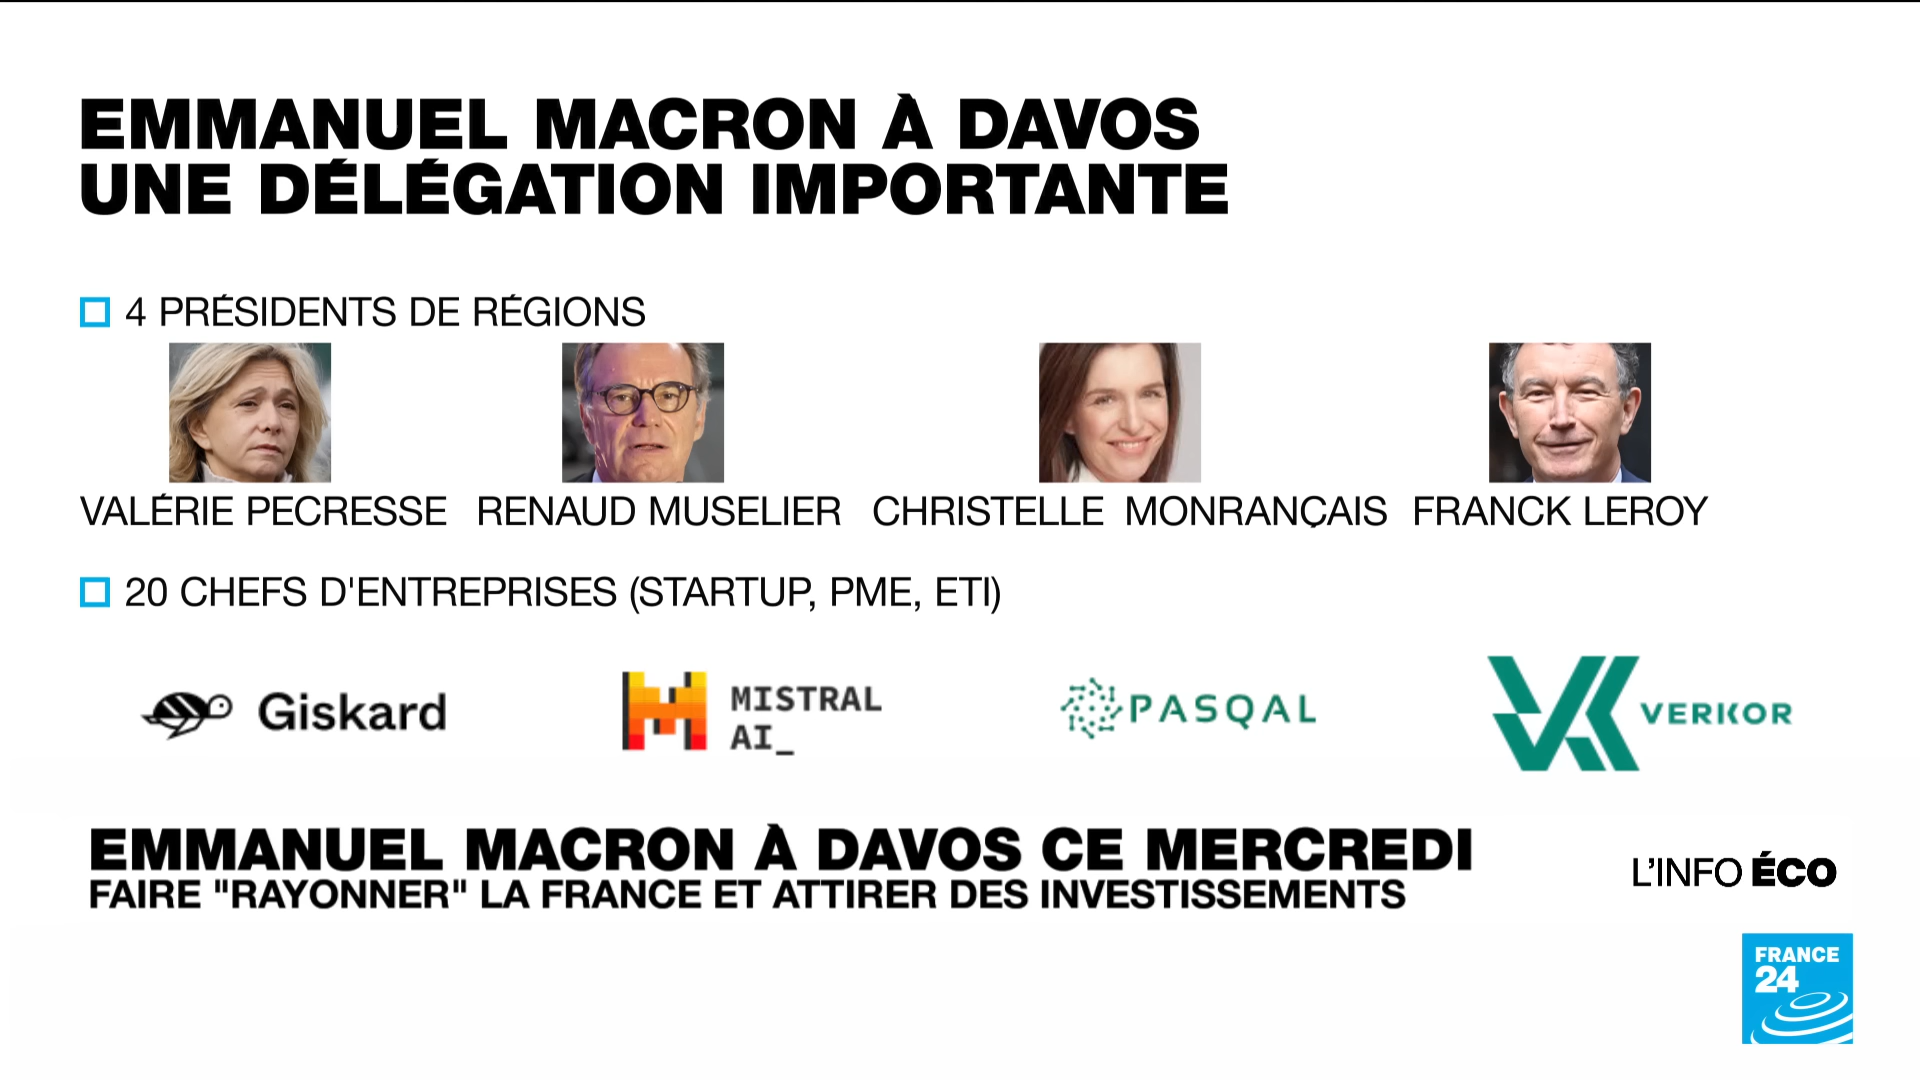 EMMANUEL MACRON À DAVOS
UNE DÉLÉGATION IMPORTANTE
4 PRÉSIDENTS DE RÉGIONS
VALÉRIE PECRESSE RENAUD MUSELIER CHRISTELLE MONRANÇAIS FRANCK LEROY
20 CHEFS D'ENTREPRISES (STARTUP, PME, ETI)
Giskard
MISTRAL
AI_
PASQAL
VERKOR
EMMANUEL MACRON À DAVOS CE MERCREDI
FAIRE "RAYONNER" LA FRANCE ET ATTIRER DES INVESTISSEMENTS
L'INFO ÉCO
FRANCE
24